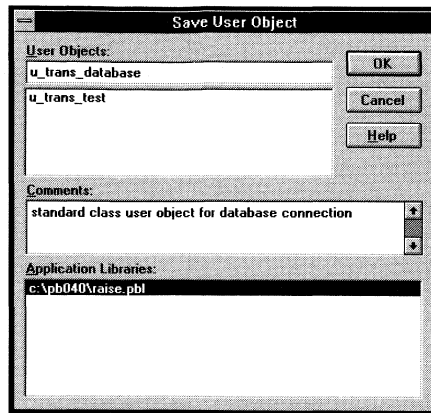 Save User Object
User Objects:
OK
u_trans_database
u_trans_test
Cancel
Help
Comments:
standard class user object for database connection
Application Libraries:
c:\pb040\raise.pbl